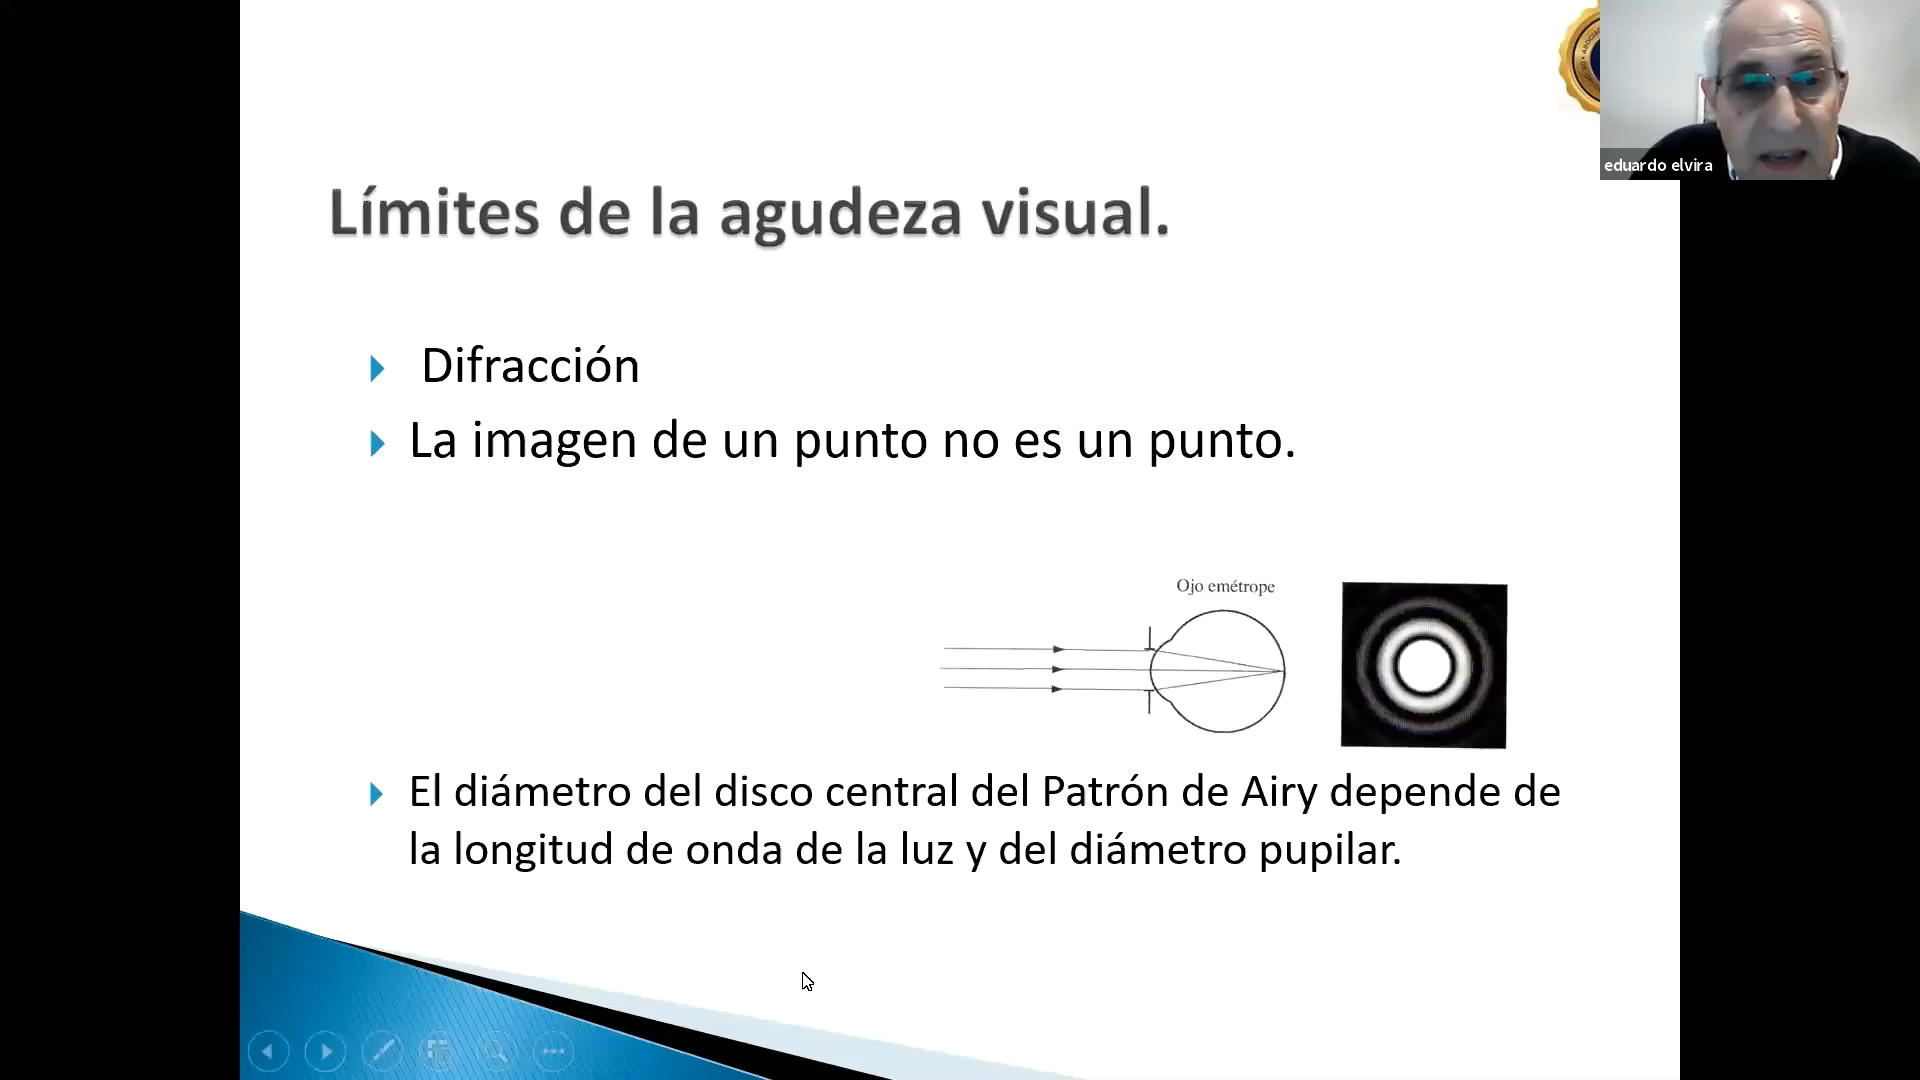 eduardo elvira
Límites de la agudeza visual.
Difracción
La imagen de un punto no es un punto.
Ojo emétrope
El diámetro del disco central del Patrón de Airy depende de
la longitud de onda de la luz y del diámetro pupilar.